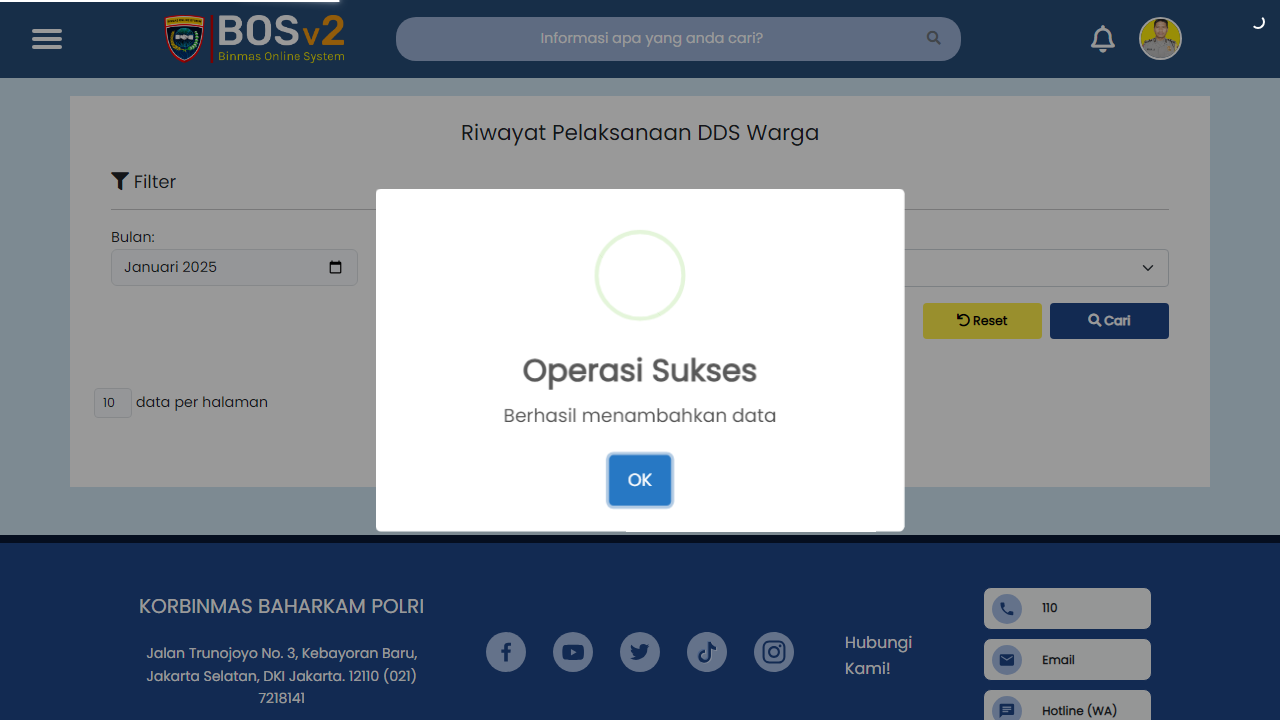 BOSv2
Binmas Online System
Informasi apa yang anda cari?
Riwayat Pelaksanaan DDS Warga
Filter
Bulan:
Januari 2025
Reset
Cari
Operasi Sukses
Berhasil menambahkan data
OK
10 data per halaman
KORBINMAS BAHARKAM POLRI
Jalan Trunojoyo No. 3, Kebayoran Baru,
Jakarta Selatan, DKI Jakarta. 12110 (021)
7218141
Hubungi
Kami!
110
Email
Hotline (WA)